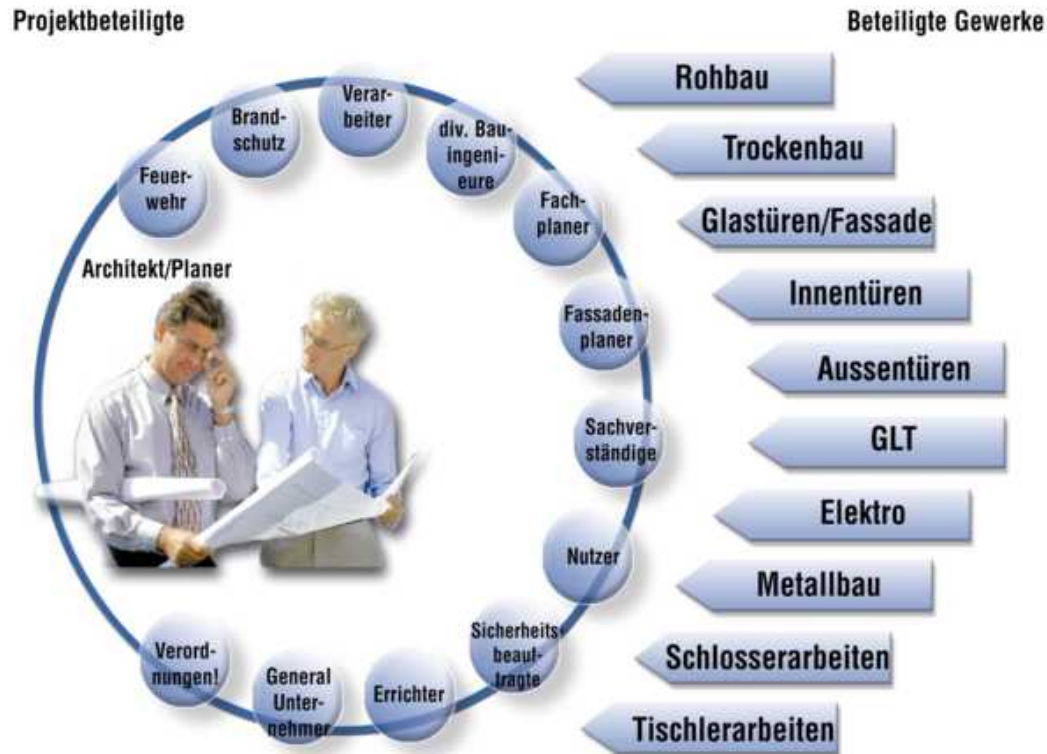 Projektbeteiligte
Beteiligte Gewerke
Verar-
beiter
Brand-
schutz
div. Bau-
ingeni-
eure
Feuer-
wehr
Fach-
planer
Architekt/Planer
Fassaden-
planer
Sachver-
ständige
Nutzer
Sicherheits-
beauf-
tragte
Errichter
General
Unter-
nehmer
Verord-
nungen!
Rohbau
Trockenbau
Glastüren/Fassade
Innentüren
Aussentüren
GLT
Elektro
Metallbau
Schlosserarbeiten
Tischlerarbeiten